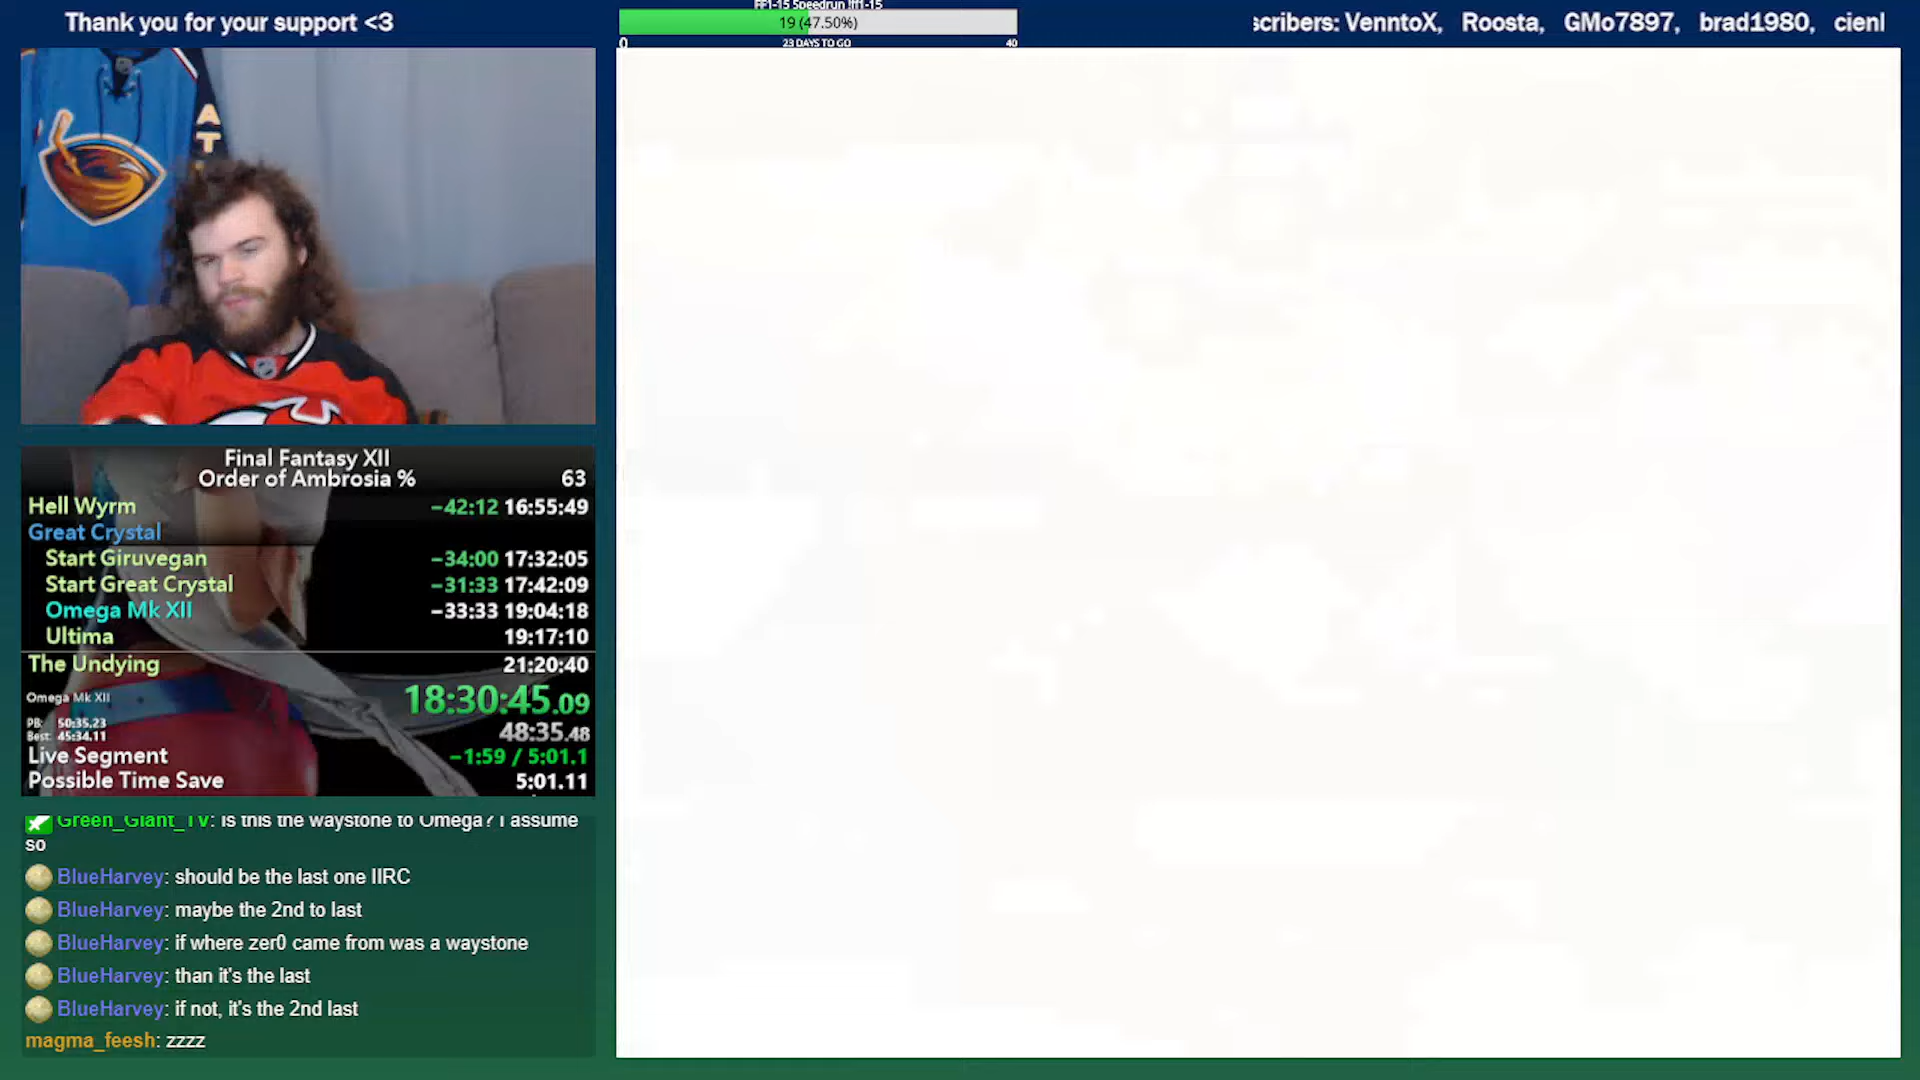 Thank you for your support <3
FF1-15 Speedrun !ff1-15
19 (47.50%)
0 23 DAYS TO GO 40
scribers: VenntoX, Roosta, GMo7897, brad1980,
AT
Final Fantasy XII
Order of Ambrosia % 63
Hell Wyrm -42:12 16:55:49
Great Crystal
Start Giruvegan -34:00 17:32:05
Start Great Crystal -31:33 17:42:09
Omega Mk XII -33:33 19:04:18
Ultima 19:17:10
The Undying 21:20:40
Omega Mk XII 18:30:45.09
PB: 50:35.23
Best: 45:34.11 48:35.48
Live Segment -1:59 / 5:01.1
Possible Time Save 5:01.11
Green_Giant_TV: Is this the waystone to Omega? I assume
so
BlueHarvey: should be the last one IIRC
BlueHarvey: maybe the 2nd to last
BlueHarvey: if where zer0 came from was a waystone
BlueHarvey: than it's the last
BlueHarvey: if not, it's the 2nd last
magma_feesh: zzzz